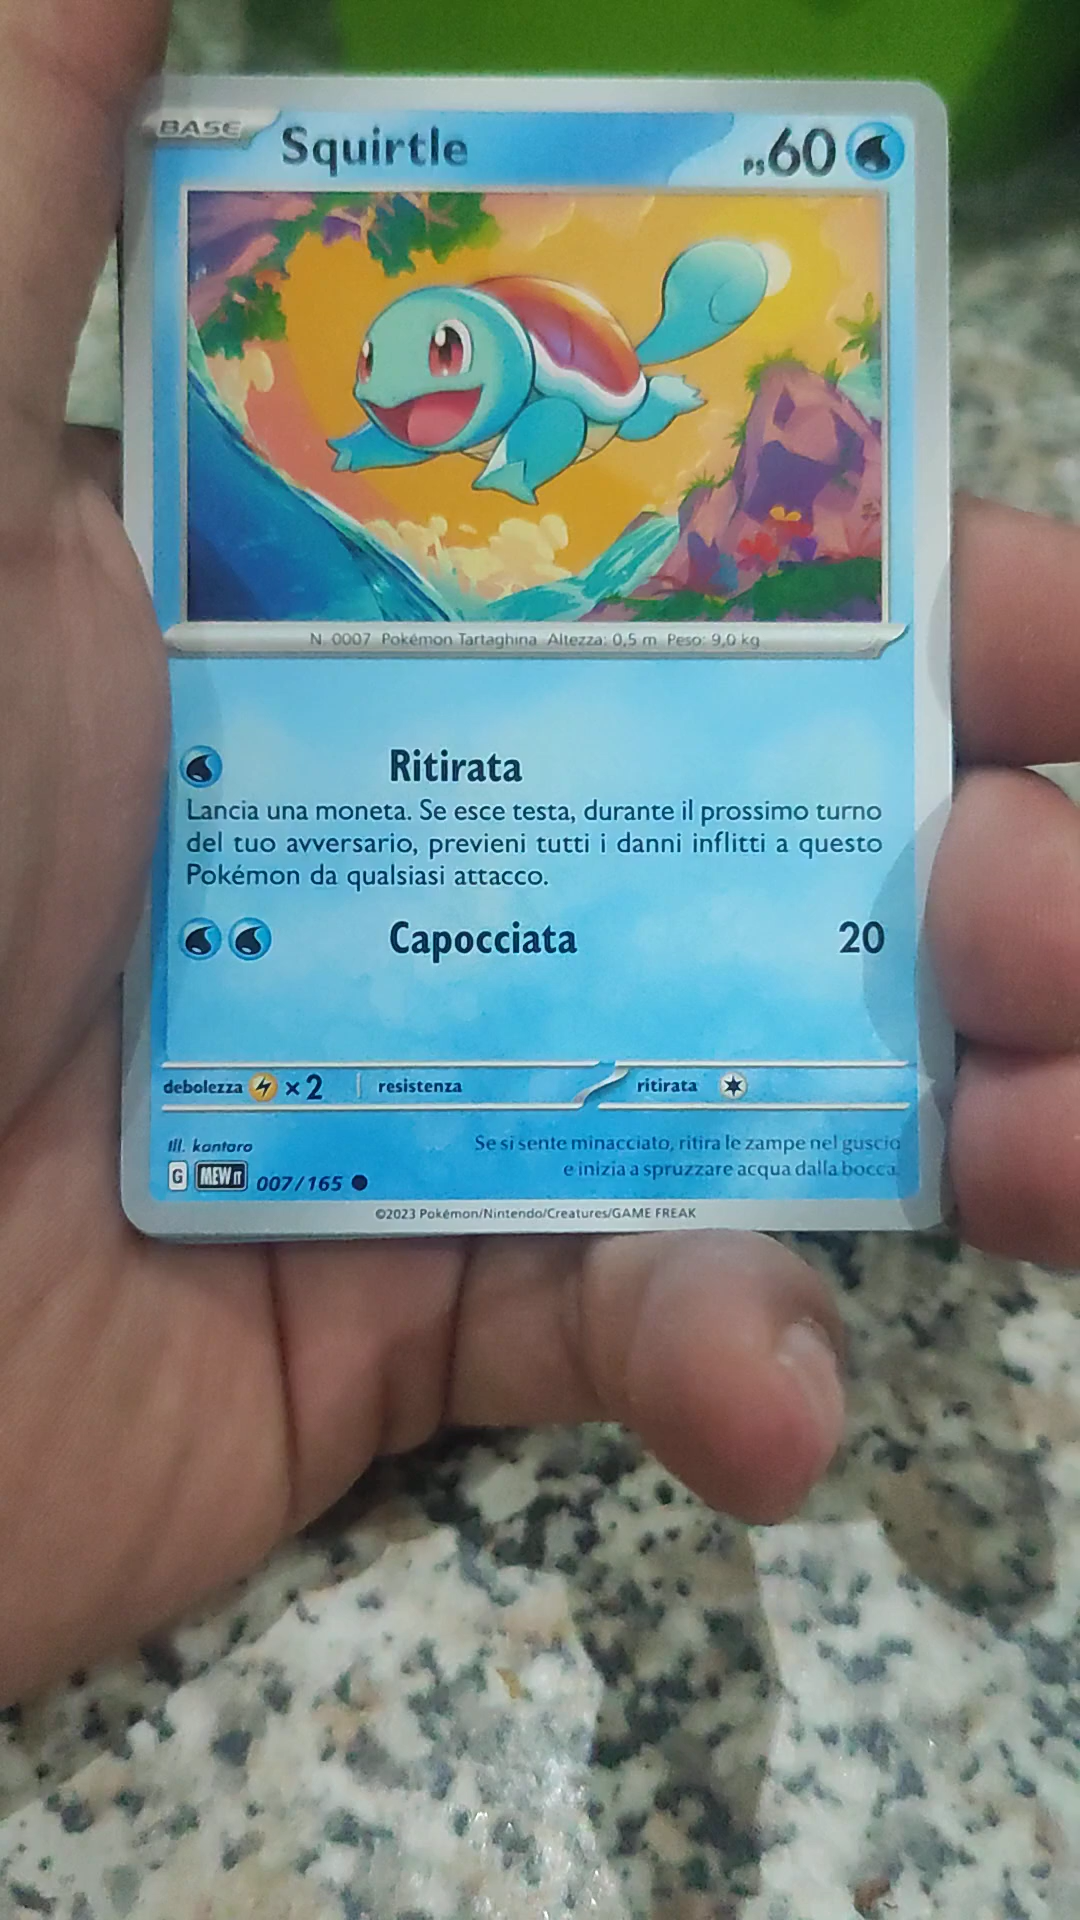 BASE
Squirtle
PS 60
N. 0007 Pokémon Tartaghina Altezza: 0,5 m Peso: 9,0 kg
Ritirata
Lancia una moneta. Se esce testa, durante il prossimo turno
del tuo avversario, previeni tutti i danni inflitti a questo
Pokémon da qualsiasi attacco.
Capocciata 20
debolezza ×2 resistenza ritirata
Ill. kantaro
Se si sente minacciato, ritira le zampe nel guscio
e inizia a spruzzare acqua dalla bocca.
G MEW IT 007/165
©2023 Pokémon/Nintendo/Creatures/GAME FREAK